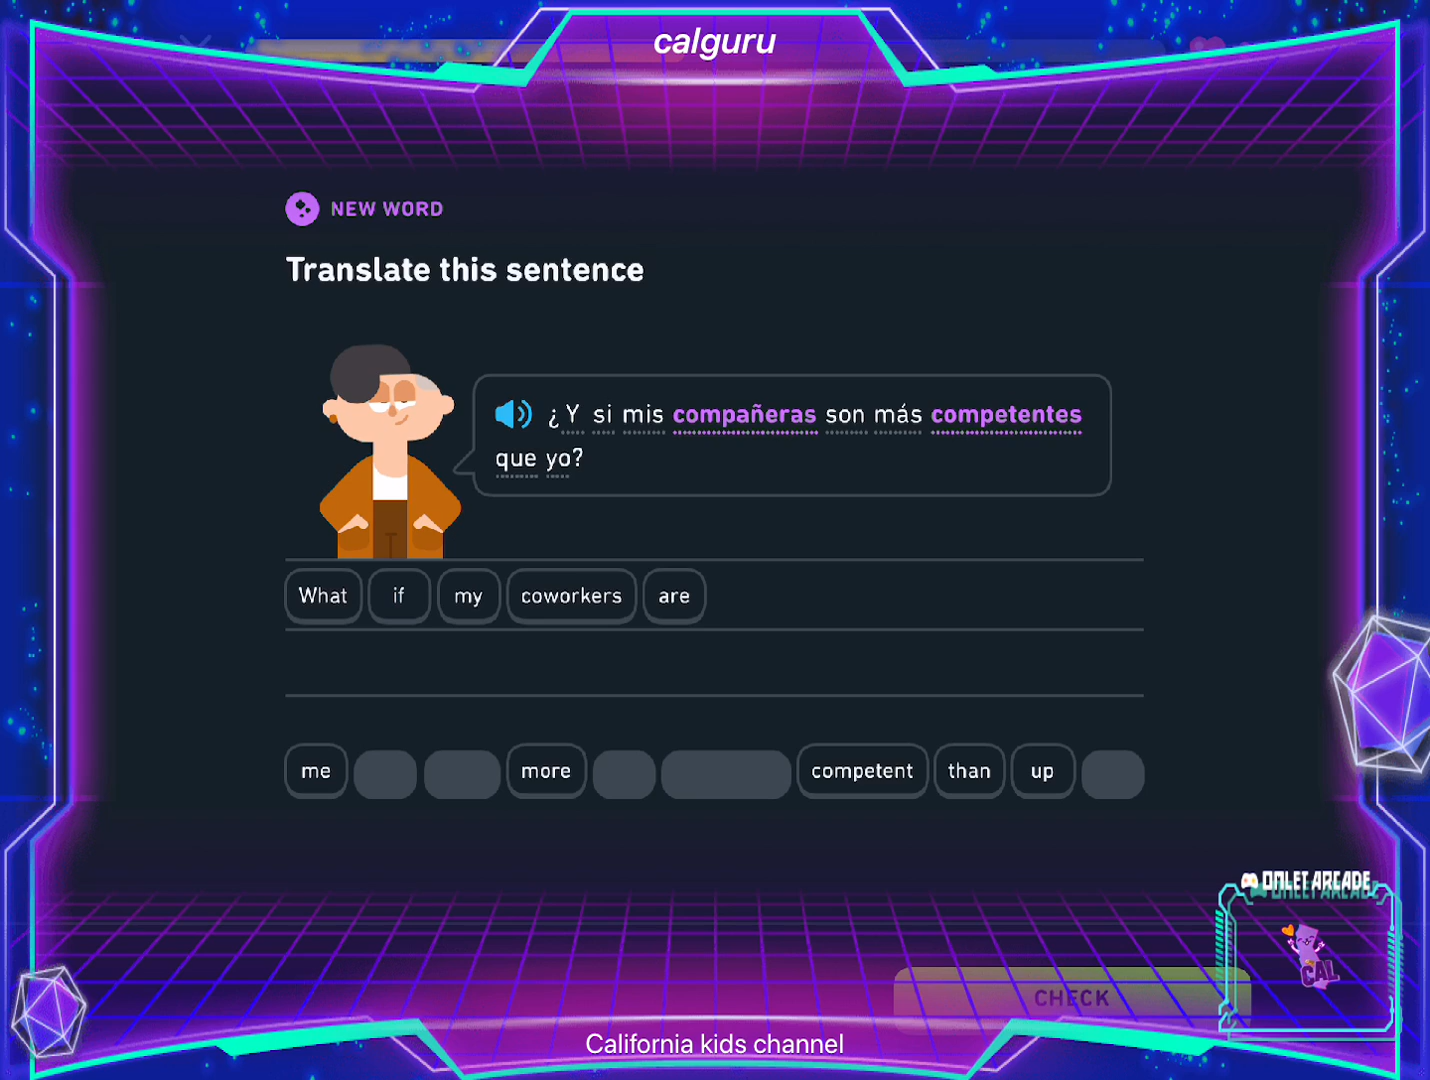 calguru
NEW WORD
Translate this sentence
¿Y si mis compañeras son más competentes
que yo?
What if my coworkers are
me more competent than up
OMLET ARCADE
CAL
CHECK
California kids channel